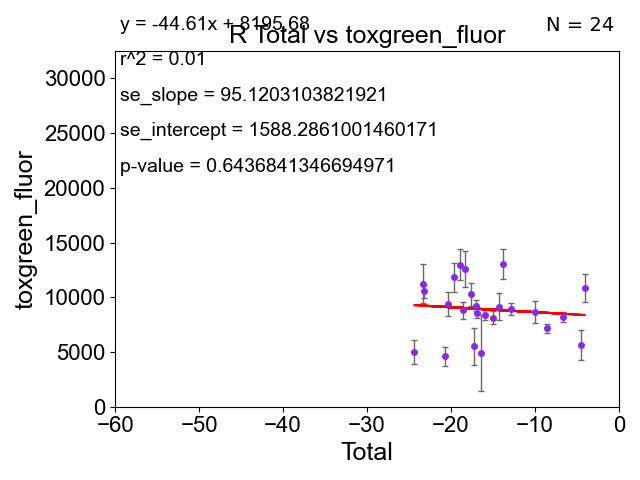 y = -44.61x + 8195.68
N = 24
R Total vs toxgreen_fluor
r^2 = 0.01
se_slope = 95.1203103821921
se_intercept = 1588.2861001460171
p-value = 0.6436841346694971
30000
25000
20000
15000
10000
5000
0
toxgreen_fluor
−60 −50 −40 −30 −20 −10 0
Total